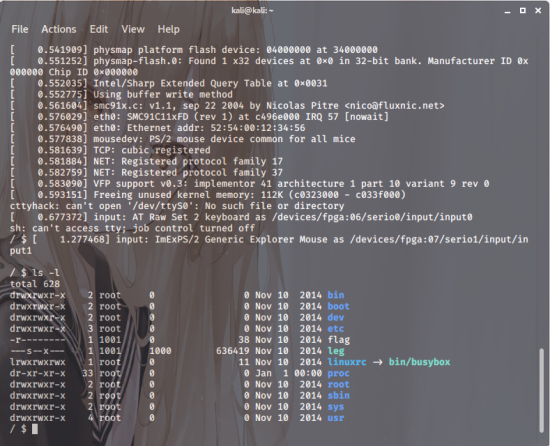 kali@kali: ~
File Actions Edit View Help
[    0.541909] physmap platform flash device: 04000000 at 34000000
[    0.551252] physmap-flash.0: Found 1 x32 devices at 0×0 in 32-bit bank. Manufacturer ID 0x
000000 Chip ID 0×000000
[    0.552035] Intel/Sharp Extended Query Table at 0×0031
[    0.552775] Using buffer write method
[    0.561604] smc91x.c: v1.1, sep 22 2004 by Nicolas Pitre <nico@fluxnic.net>
[    0.576029] eth0: SMC91C11xFD (rev 1) at c496e000 IRQ 57 [nowait]
[    0.576490] eth0: Ethernet addr: 52:54:00:12:34:56
[    0.577838] mousedev: PS/2 mouse device common for all mice
[    0.581639] TCP: cubic registered
[    0.581884] NET: Registered protocol family 17
[    0.582759] NET: Registered protocol family 37
[    0.583090] VFP support v0.3: implementor 41 architecture 1 part 10 variant 9 rev 0
[    0.593151] Freeing unused kernel memory: 112K (c0323000 - c033f000)
cttyhack: can't open '/dev/ttyS0': No such file or directory
[    0.677372] input: AT Raw Set 2 keyboard as /devices/fpga:06/serio0/input/input0
sh: can't access tty; job control turned off
/ $ [    1.277468] input: ImExPS/2 Generic Explorer Mouse as /devices/fpga:07/serio1/input/in
put1
/ $ ls -l
total 628
drwxrwxr-x    2 root     0                0 Nov 10  2014 bin
drwxrwxr-x    2 root     0               11 Nov 10  2014 boot
drwxrwxr-x    2 root     0                0 Nov 10  2014 dev
drwxrwxr-x    3 root     0                0 Nov 10  2014 etc
-r--------    1 1001     0               38 Nov 10  2014 flag
---s--x---    1 1001     1000        636419 Nov 10  2014 leg
lrwxrwxrwx    1 root     0               11 Nov 10  2014 linuxrc → bin/busybox
dr-xr-xr-x   33 root     0                0 Jan  1 00:00 proc
drwxrwxr-x    2 root     0                0 Nov 10  2014 root
drwxrwxr-x    2 root     0                0 Nov 10  2014 sbin
drwxrwxr-x    2 root     0                0 Nov 10  2014 sys
drwxrwxr-x    4 root     0                0 Nov 10  2014 usr
/ $